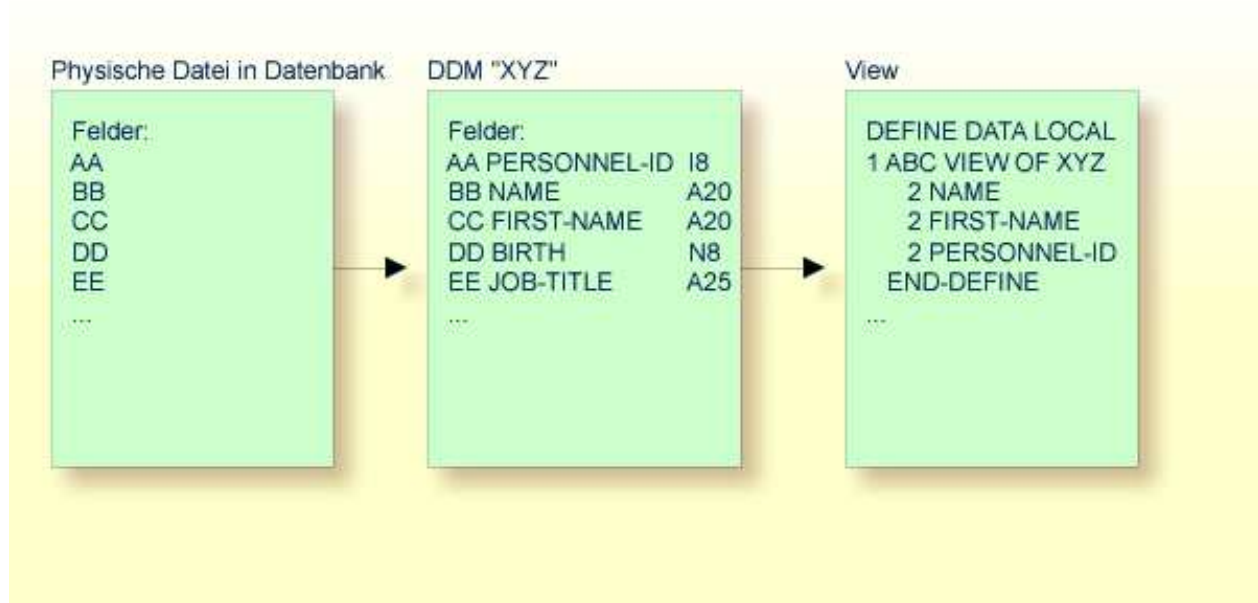 Physische Datei in Datenbank
Felder:
AA
BB
CC
DD
EE
...
DDM "XYZ"
Felder:
AA PERSONNEL-ID I8
BB NAME A20
CC FIRST-NAME A20
DD BIRTH N8
EE JOB-TITLE A25
...
View
DEFINE DATA LOCAL
1 ABC VIEW OF XYZ
2 NAME
2 FIRST-NAME
2 PERSONNEL-ID
END-DEFINE
...